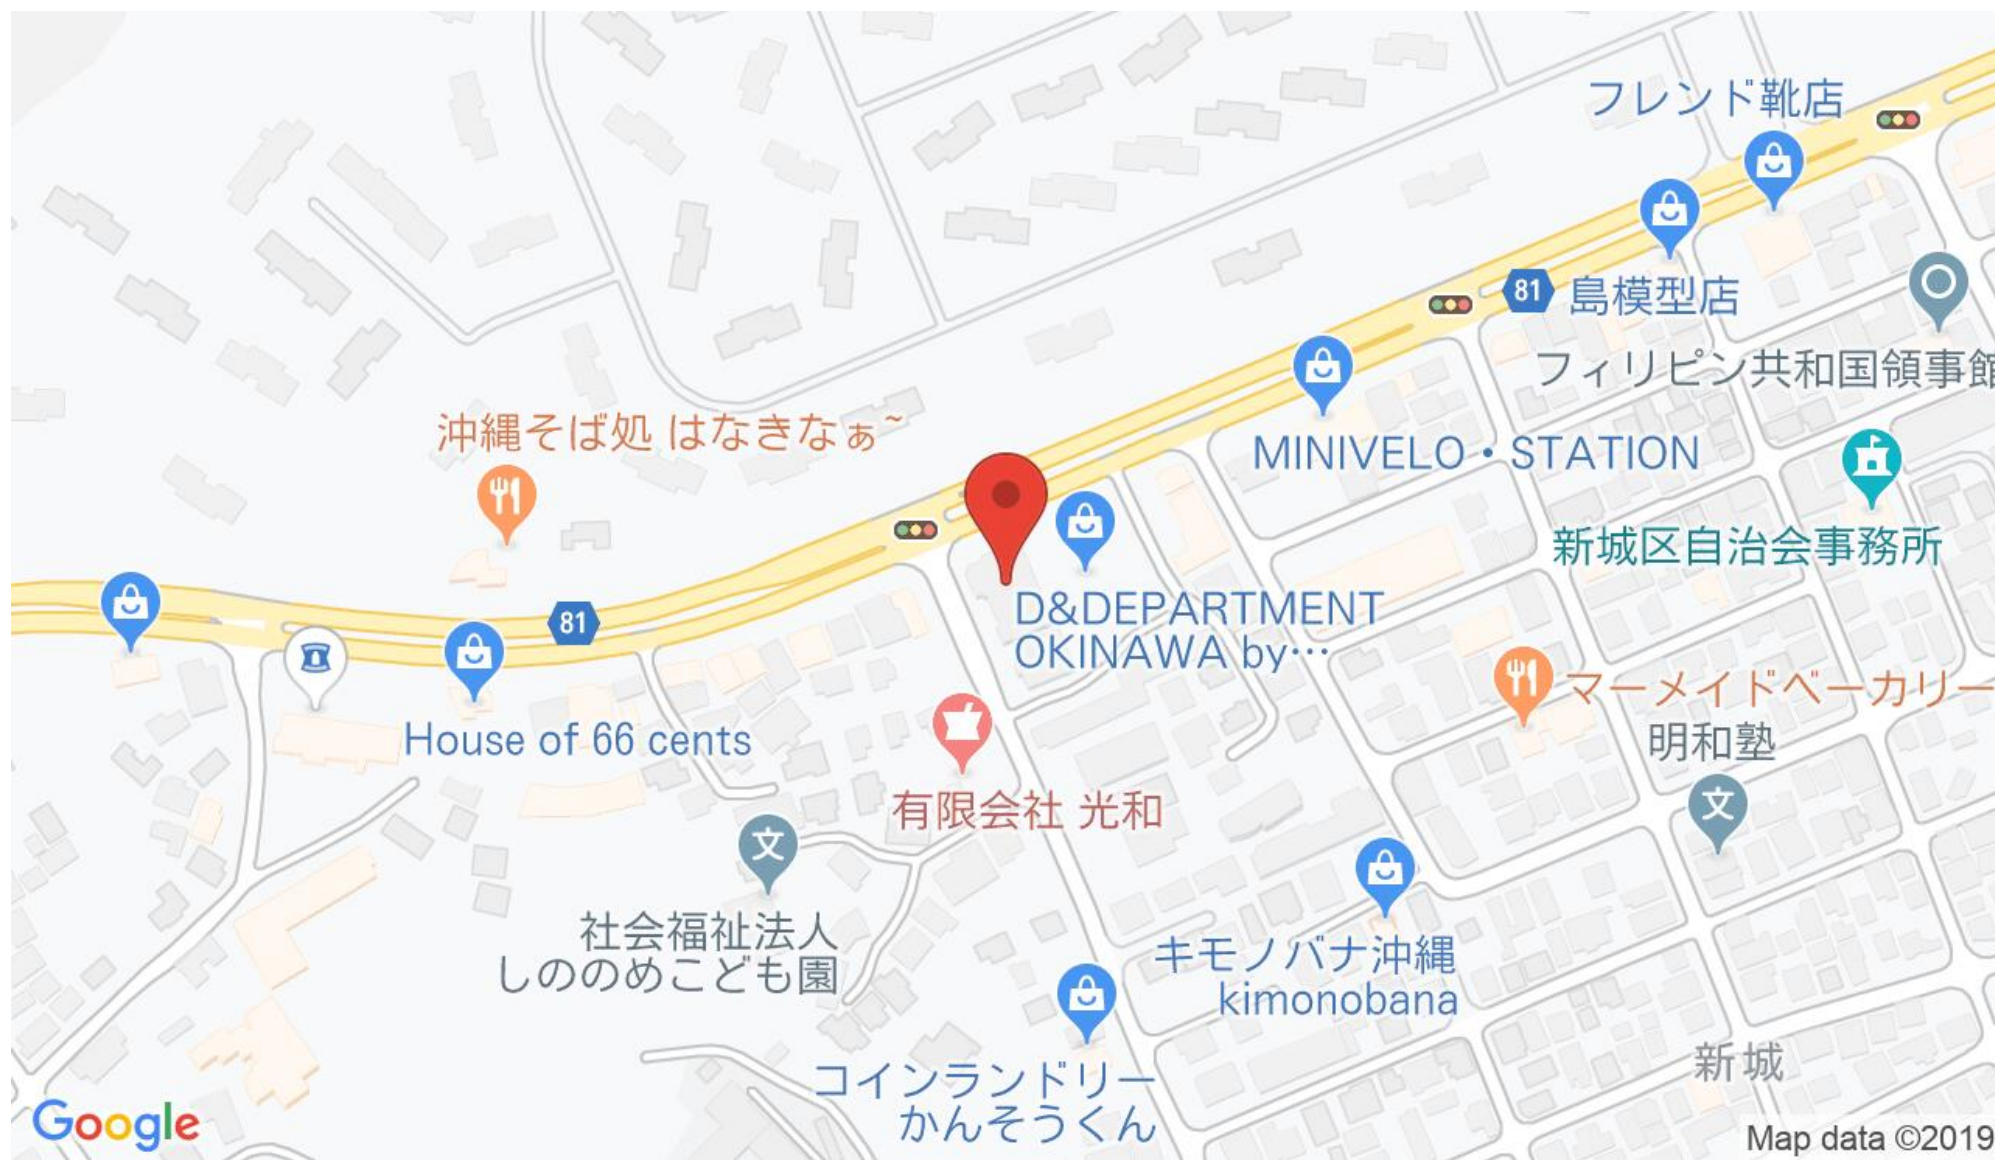 フレンド靴店
81
島模型店
フィリピン共和国領事館
沖縄そば処 はなきなぁ~
MINIVELO・STATION
新城区自治会事務所
D&DEPARTMENT
OKINAWA by…
81
マーメイドベーカリー
明和塾
文
House of 66 cents
有限会社 光和
文
社会福祉法人
しののめこども園
キモノバナ沖縄
kimonobana
コインランドリー
かんそうくん
新城
Google
Map data ©2019